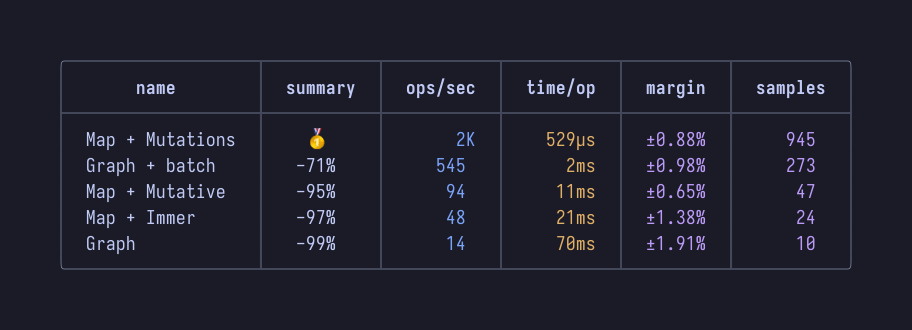 name summary ops/sec time/op margin samples
Map + Mutations 🥇 2K 529µs ±0.88% 945
Graph + batch -71% 545 2ms ±0.98% 273
Map + Mutative -95% 94 11ms ±0.65% 47
Map + Immer -97% 48 21ms ±1.38% 24
Graph -99% 14 70ms ±1.91% 10